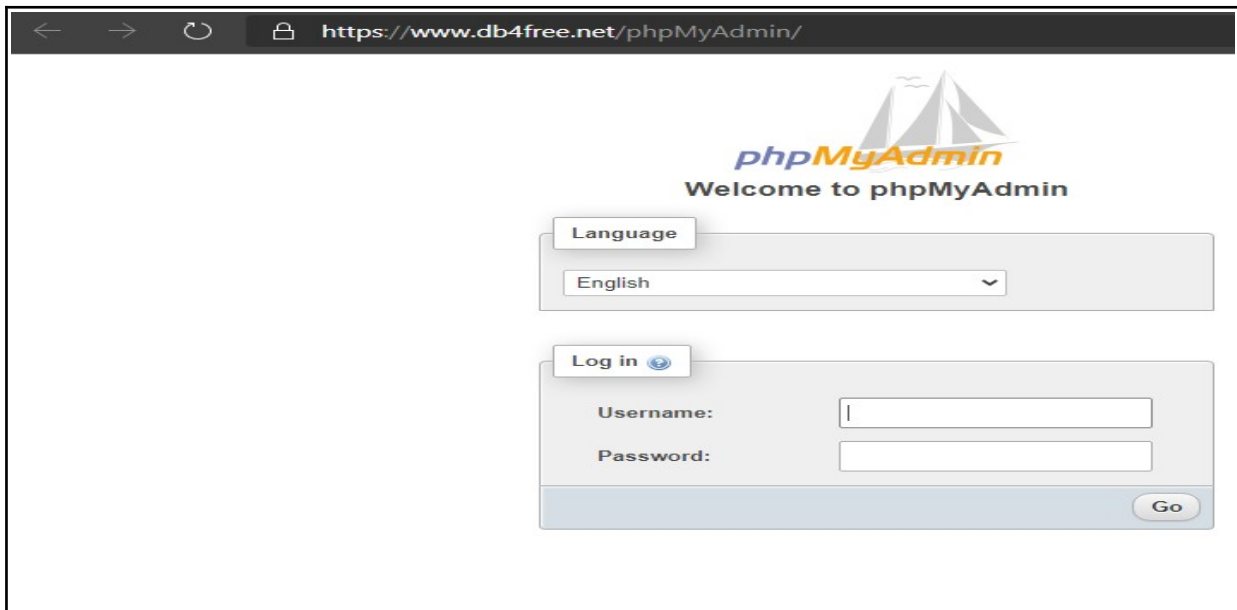 https://www.db4free.net/phpMyAdmin/
phpMyAdmin
Welcome to phpMyAdmin
Language
English
Log in
Username:
Password:
Go